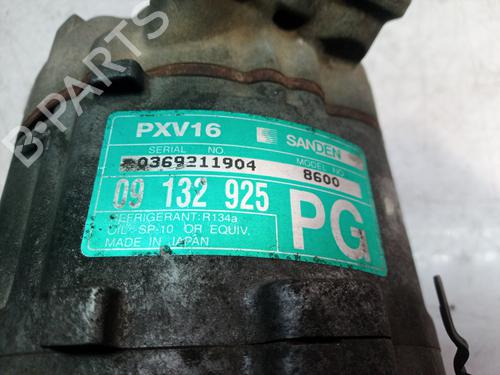 B-PARTS
PXV16
SANDEN
SERIAL NO.
MODEL NO.
0369211904
8600
09 132 925
PG
REFRIGERANT: R134a
OIL SP-10 OR EQUIV.
MADE IN JAPAN